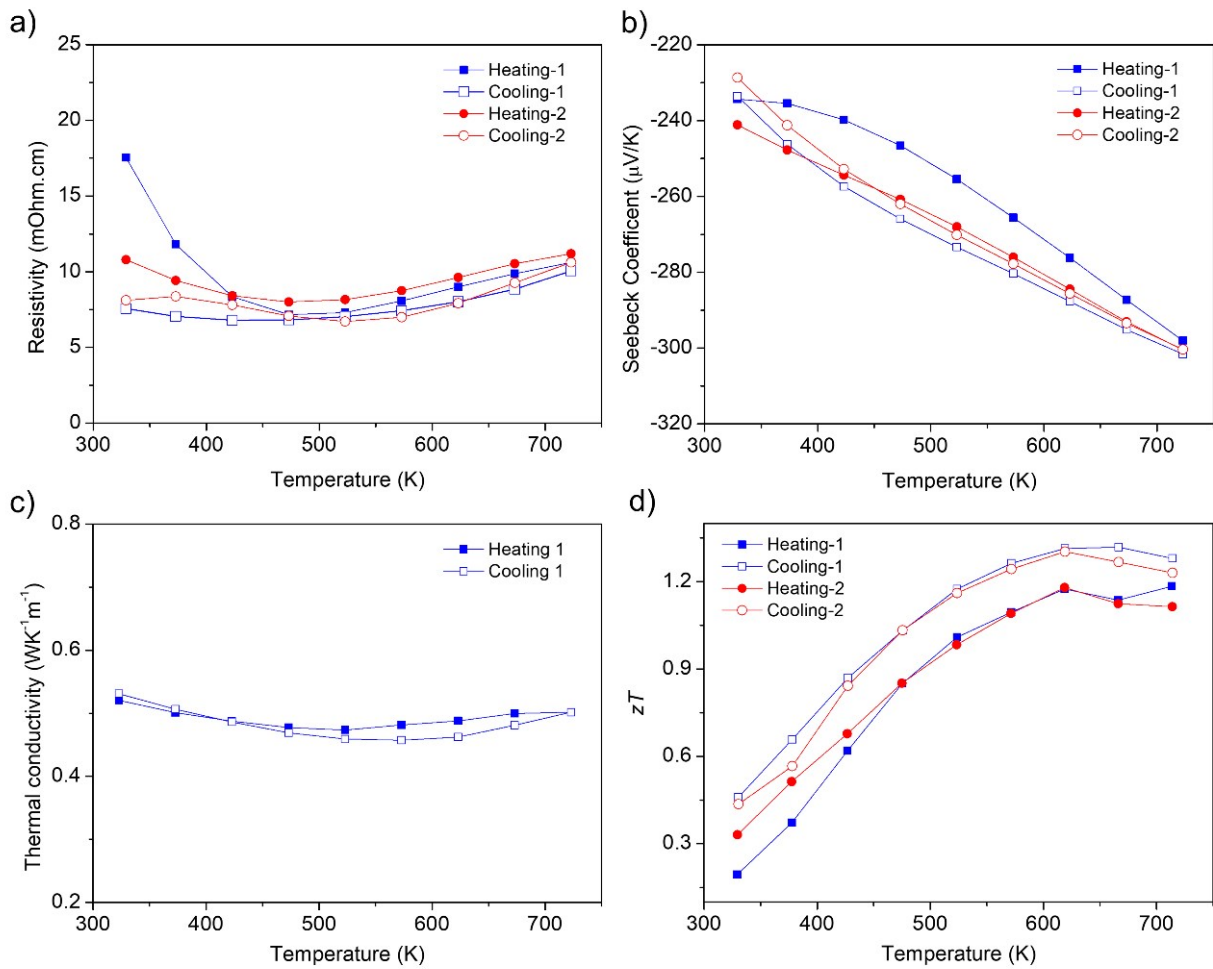 a)
25
20
15
10
5
0
Resistivity (mOhm.cm)
Heating-1
Cooling-1
Heating-2
Cooling-2
300 400 500 600 700
Temperature (K)
b)
-220
-240
-260
-280
-300
-320
Seebeck Coefficent (μV/K)
Heating-1
Cooling-1
Heating-2
Cooling-2
300 400 500 600 700
Temperature (K)
c)
0.8
0.6
0.4
0.2
Thermal conductivity (WK⁻¹m⁻¹)
Heating 1
Cooling 1
300 400 500 600 700
Temperature (K)
d)
1.2
0.9
0.6
0.3
zT
Heating-1
Cooling-1
Heating-2
Cooling-2
300 400 500 600 700
Temperature (K)